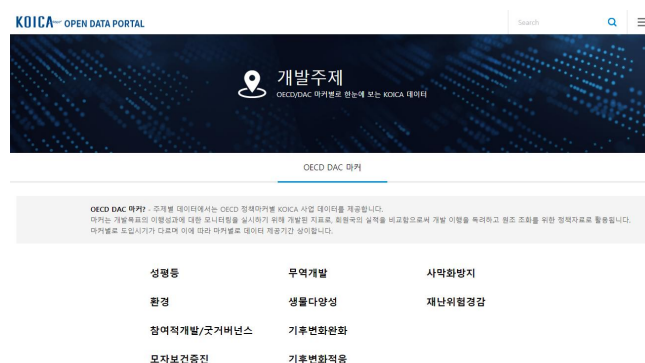 KOICA OPEN DATA PORTAL
Search
개발주제
OECD/DAC 마커별로 한눈에 보는 KOICA 데이터
OECD DAC 마커
OECD DAC 마커? - 주제별 데이터에서는 OECD 정책마커별 KOICA 사업 데이터를 제공합니다.
마커는 개발목표의 이행성과에 대한 모니터링을 실시하기 위해 개발된 지표로, 회원국의 실적을 비교함으로써 개발 이행을 독려하고 원조 조화를 위한 정책자료로 활용됩니다.
마커별로 도입시기가 다르며 이에 따라 마커별로 데이터 제공기간 상이합니다.
성평등 무역개발 사막화방지
환경 생물다양성 재난위험경감
참여적개발/굿거버넌스 기후변화완화
모자보건증진 기후변화적응